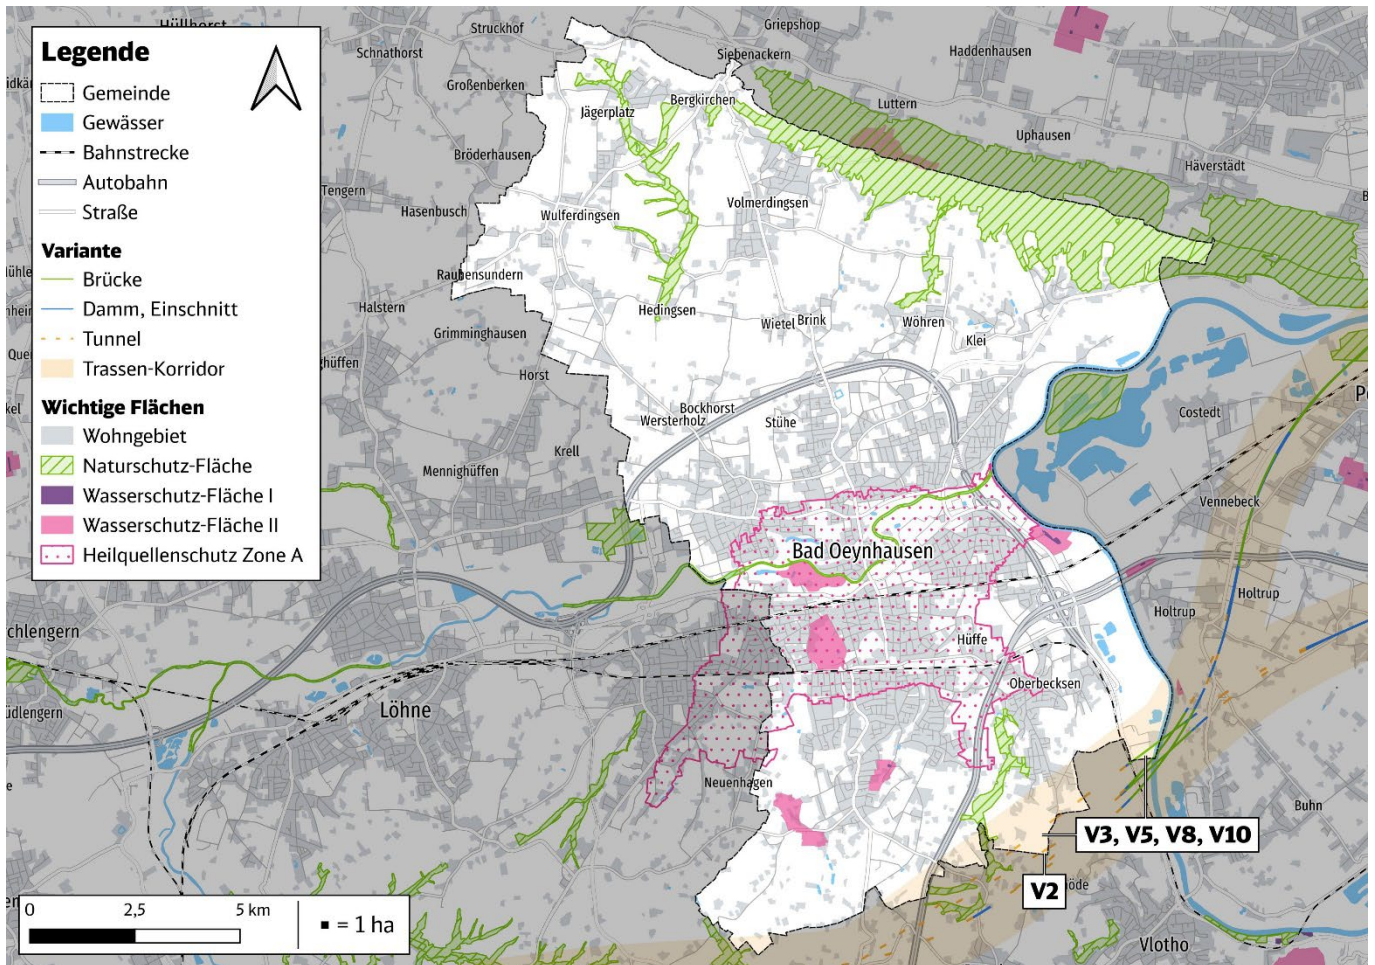 Legende
Gemeinde
Gewässer
Bahnstrecke
Autobahn
Straße
Variante
Brücke
Damm, Einschnitt
Tunnel
Trassen-Korridor
Wichtige Flächen
Wohngebiet
Naturschutz-Fläche
Wasserschutz-Fläche I
Wasserschutz-Fläche II
Heilquellenschutz Zone A
Hüllhorst
Struckhof
Griepshop
Schnathorst
Siebenackern
Haddenhausen
Großenberken
Bergkirchen
Luttern
Jägerplatz
Uphausen
Bröderhausen
Häverstädt
Tengern
Volmerdingsen
Hasenbusch
Wulferdingsen
Raubensundern
Halstern
Hedingsen
Wietel
Brink
Wöhren
Grimminghausen
Klei
Horst
Bockhorst
Costedt
Wersterholz
Stühe
Krell
Mennighüffen
Vennebeck
Bad Oeynhausen
Holtrup
Holtrup
Hüffe
Oberbecksen
Löhne
Neuenhagen
Buhn
V3, V5, V8, V10
V2
Vlotho
0
2,5
5 km
= 1 ha